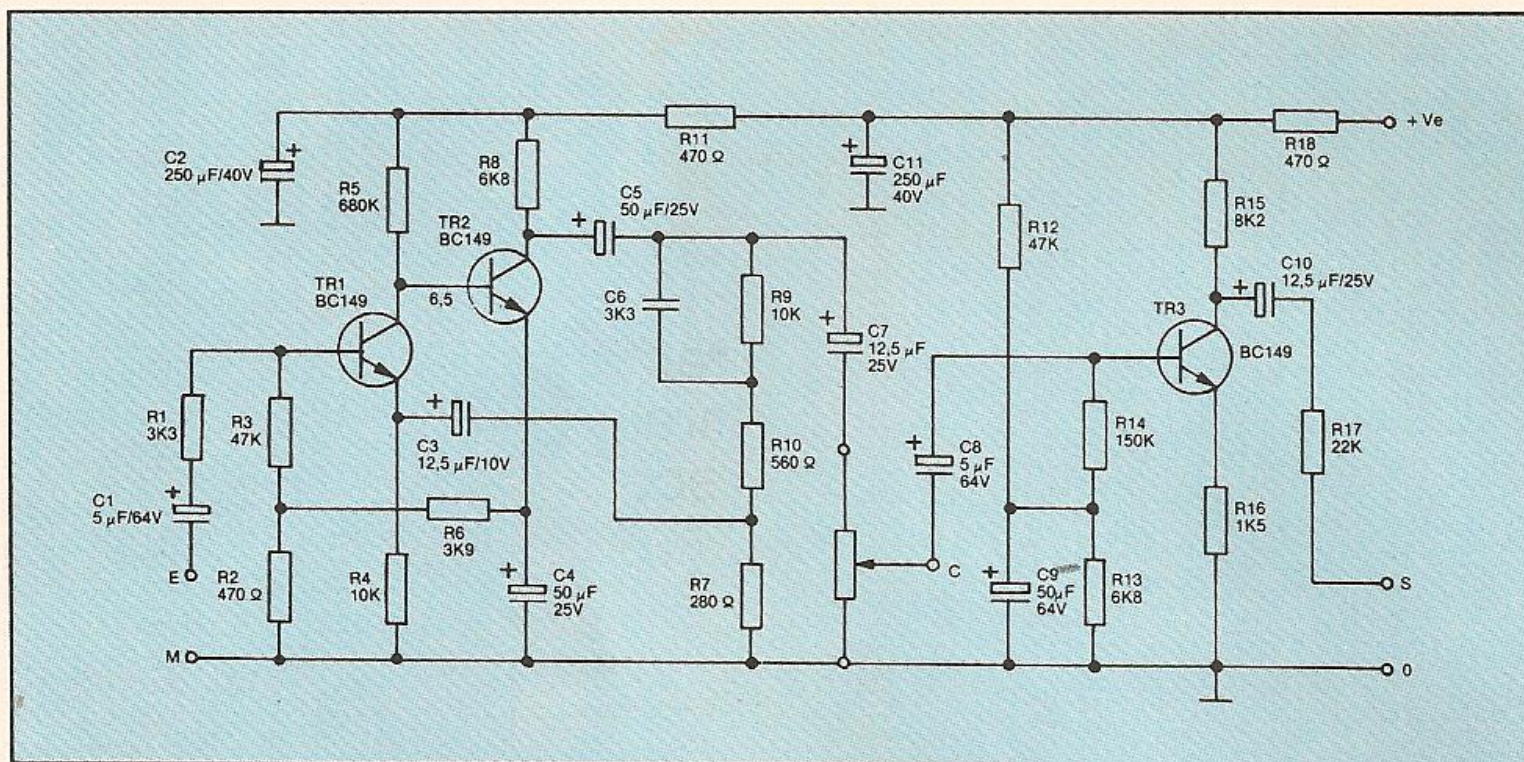 C2
250 µF/40V
+
R5
680K
R8
6K8
TR2
BC149
TR1
BC149
6,5
R1
3K3
R3
47K
+
C1
5 µF/64V
E
R2
470 Ω
R4
10K
M
+
C3
12,5 µF/10V
R6
3K9
+
C4
50 µF
25V
R11
470 Ω
C5
50 µF/25V
+
C6
3K3
R9
10K
R10
560 Ω
R7
280 Ω
+
C7
12,5 µF
25V
+
C11
250 µF
40V
C
+
C8
5 µF
64V
R12
47K
+
C9
50µF
64V
R14
150K
R13
6K8
R18
470 Ω
+ Ve
R15
8K2
C10
12,5 µF/25V
+
TR3
BC149
R16
1K5
R17
22K
S
0